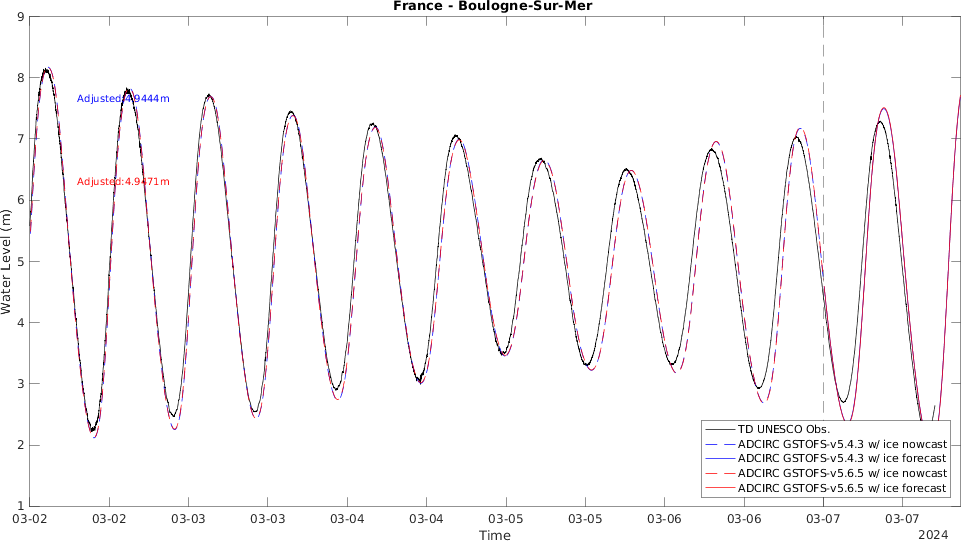 France - Boulogne-Sur-Mer
9
8
7
6
5
4
3
2
1
Water Level (m)
Adjusted:4.9444m
Adjusted:4.9471m
TD UNESCO Obs.
ADCIRC GSTOFS-v5.4.3 w/ ice nowcast
ADCIRC GSTOFS-v5.4.3 w/ ice forecast
ADCIRC GSTOFS-v5.6.5 w/ ice nowcast
ADCIRC GSTOFS-v5.6.5 w/ ice forecast
03-02 03-02 03-03 03-03 03-04 03-04 03-05 03-05 03-06 03-06 03-07 03-07
Time
2024